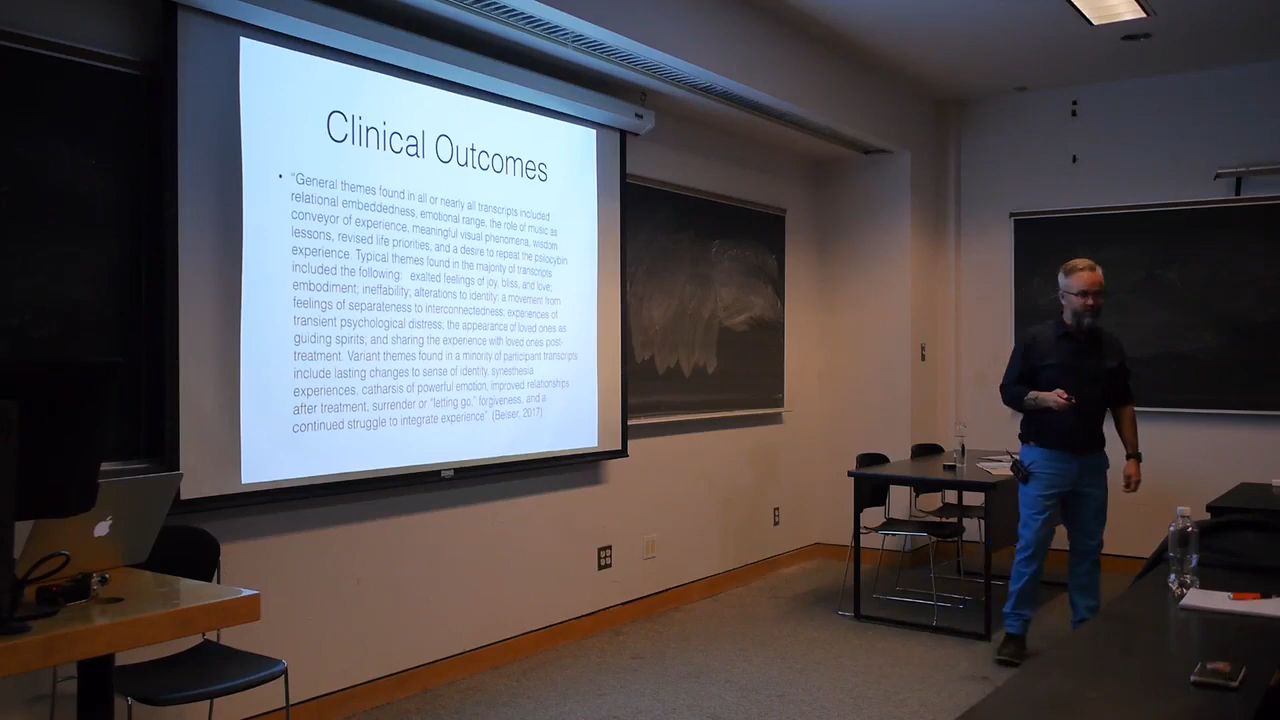 Clinical Outcomes
• “General themes found in all or nearly all transcripts included
relational embeddedness, emotional range, the role of music as
conveyor of experience, meaningful visual phenomena, wisdom
lessons, revised life priorities, and a desire to repeat the psilocybin
experience. Typical themes found in the majority of transcripts
included the following: exalted feelings of joy, bliss, and love;
embodiment; ineffability; alterations to identity; a movement from
feelings of separateness to interconnectedness; experiences of
transient psychological distress; the appearance of loved ones as
guiding spirits; and sharing the experience with loved ones post-
treatment. Variant themes found in a minority of participant transcripts
include lasting changes to sense of identity, synesthesia
experiences, catharsis of powerful emotion, improved relationships
after treatment, surrender or “letting go,” forgiveness, and a
continued struggle to integrate experience”. (Belser, 2017)